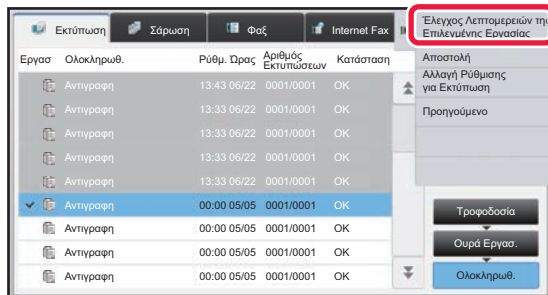 Εκτύπωση Σάρωση Φαξ Internet Fax
Έλεγχος Λεπτομερειών της
Επιλεγμένης Εργασίας
Εργασ Ολοκληρωθ. Ρύθμ. Ώρας Αριθμός Εκτυπώσεων Κατάσταση
Αποστολή
Αλλαγή Ρύθμισης
για Εκτύπωση
Προηγούμενο
Αντιγραφη 13:43 06/22 0001/0001 OK
Αντιγραφη 13:33 06/22 0001/0001 OK
Αντιγραφη 13:33 06/22 0001/0001 OK
Αντιγραφη 13:33 06/22 0001/0001 OK
Αντιγραφη 13:33 06/22 0001/0001 OK
Αντιγραφη 00:00 05/05 0001/0001 OK
Αντιγραφη 00:00 05/05 0001/0001 OK
Αντιγραφη 00:00 05/05 0001/0001 OK
Αντιγραφη 00:00 05/05 0001/0001 OK
Τροφοδοσία
Ουρά Εργασ.
Ολοκληρωθ.